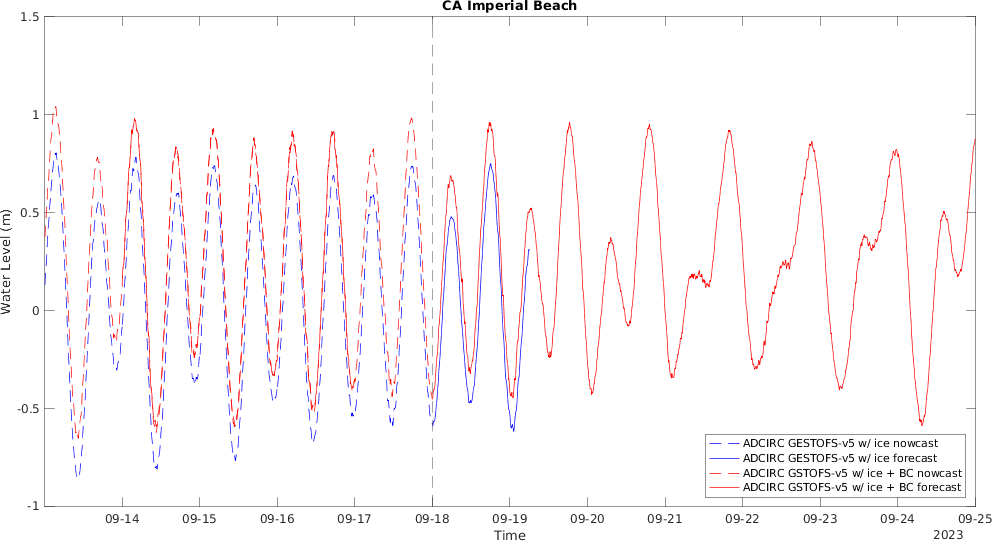 CA Imperial Beach
1.5
1
0.5
0
-0.5
-1
Water Level (m)
09-14 09-15 09-16 09-17 09-18 09-19 09-20 09-21 09-22 09-23 09-24 09-25
Time
2023
ADCIRC GESTOFS-v5 w/ ice nowcast
ADCIRC GESTOFS-v5 w/ ice forecast
ADCIRC GSTOFS-v5 w/ ice + BC nowcast
ADCIRC GSTOFS-v5 w/ ice + BC forecast